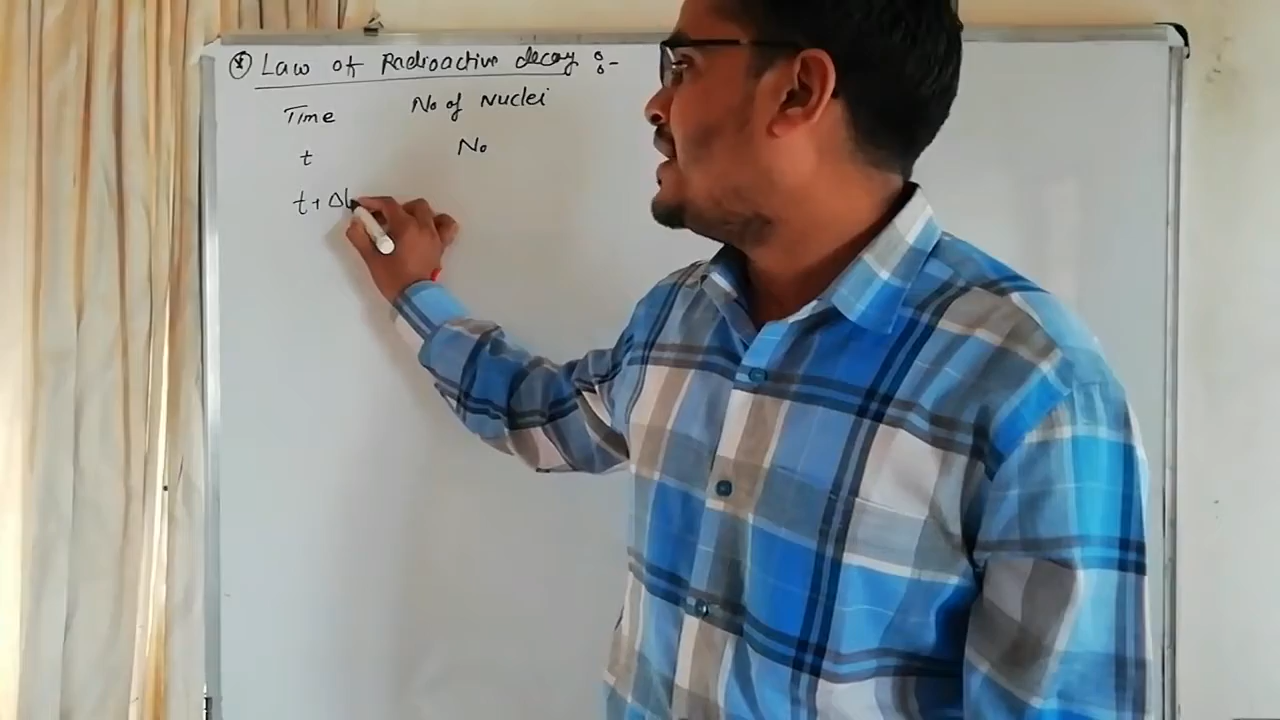 (*) Law of Radioactive decay :-
Time No of Nuclei
t No
t + Δt